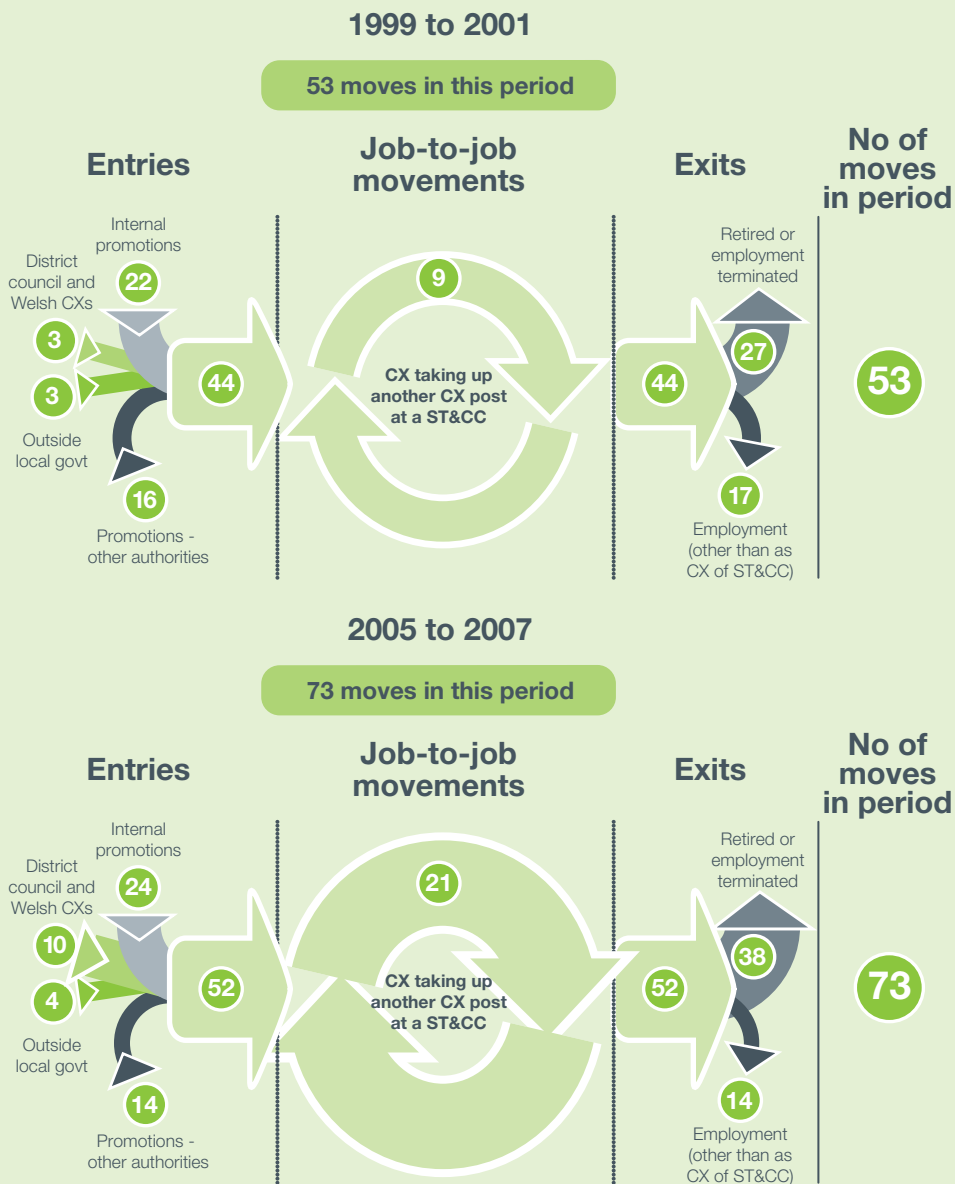 1999 to 2001
53 moves in this period
Entries
Job-to-job
movements
Exits
No of
moves
in period
Internal
promotions
22
District
council and
Welsh CXs
3
3
Outside
local govt
16
Promotions -
other authorities
44
9
CX taking up
another CX post
at a ST&CC
44
Retired or
employment
terminated
27
17
Employment
(other than as
CX of ST&CC)
53
2005 to 2007
73 moves in this period
Entries
Job-to-job
movements
Exits
No of
moves
in period
Internal
promotions
24
District
council and
Welsh CXs
10
4
Outside
local govt
14
Promotions -
other authorities
52
21
CX taking up
another CX post
at a ST&CC
52
Retired or
employment
terminated
38
14
Employment
(other than as
CX of ST&CC)
73